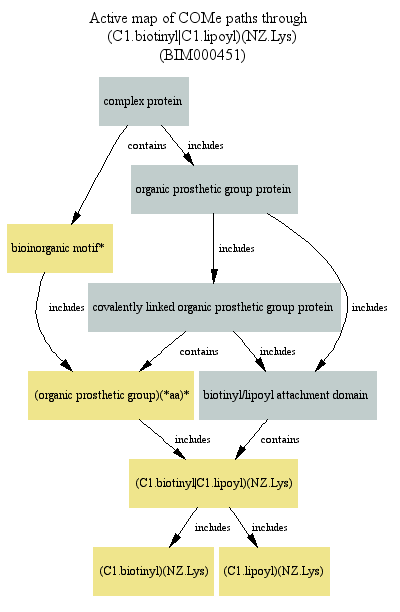 Active map of COMe paths through
(C1.biotinyl|C1.lipoyl)(NZ.Lys)
(BIM000451)
complex protein
contains
includes
organic prosthetic group protein
bioinorganic motif*
includes
covalently linked organic prosthetic group protein
includes
includes
contains
includes
(organic prosthetic group)(*aa)*
biotinyl/lipoyl attachment domain
includes
contains
(C1.biotinyl|C1.lipoyl)(NZ.Lys)
includes
includes
(C1.biotinyl)(NZ.Lys)
(C1.lipoyl)(NZ.Lys)